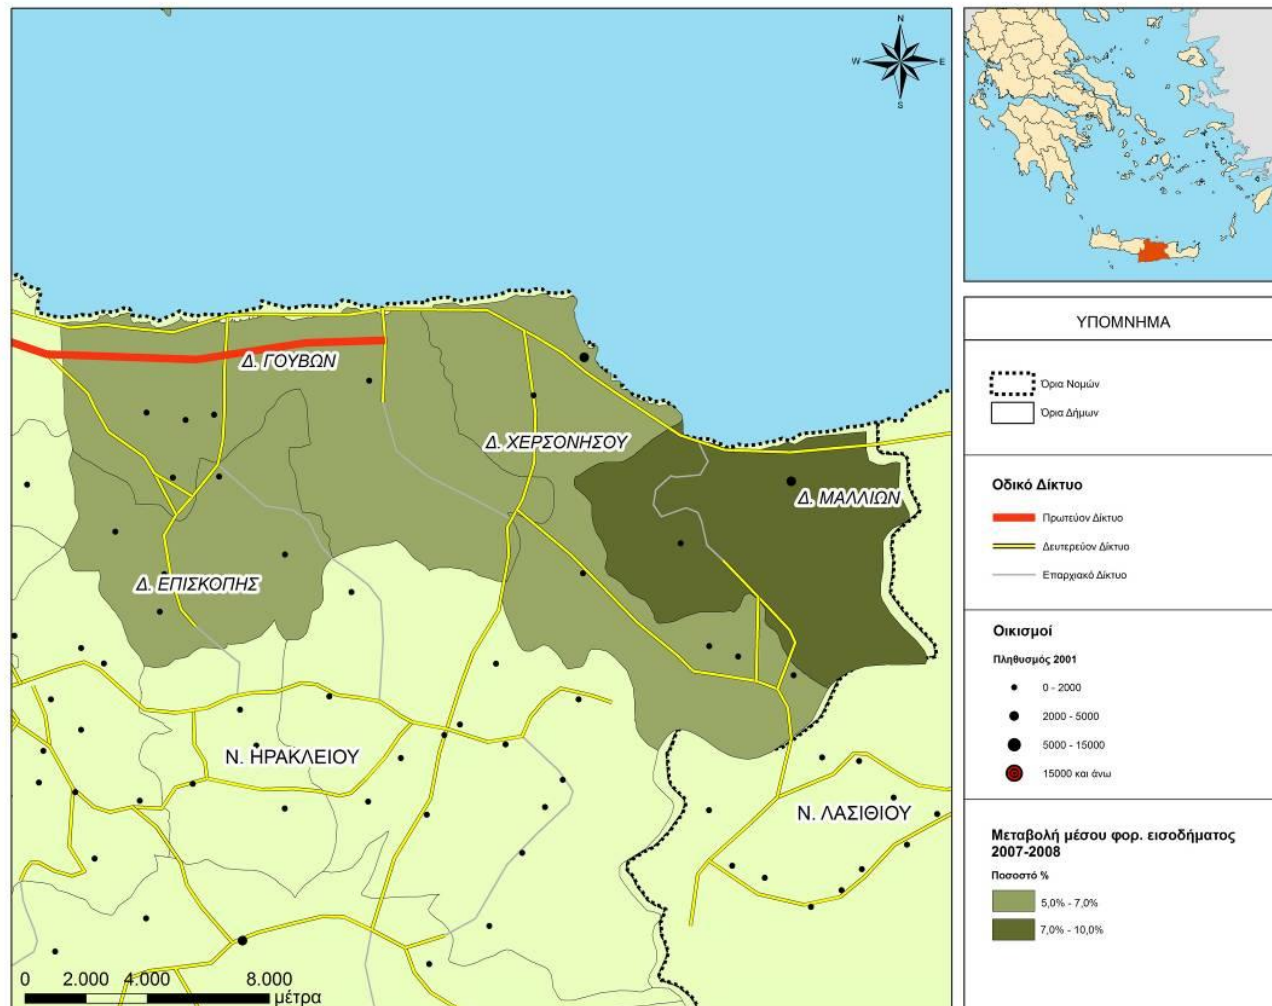 N
W
E
S
Δ. ΓΟΥΒΩΝ
Δ. ΧΕΡΣΟΝΗΣΟΥ
Δ. ΜΑΛΛΙΩΝ
Δ. ΕΠΙΣΚΟΠΗΣ
Ν. ΗΡΑΚΛΕΙΟΥ
Ν. ΛΑΣΙΘΙΟΥ
0 2.000 4.000 8.000
μέτρα
ΥΠΟΜΝΗΜΑ
Όρια Νομών
Όρια Δήμων
Οδικό Δίκτυο
Πρωτεύον Δίκτυο
Δευτερεύον Δίκτυο
Επαρχιακό Δίκτυο
Οικισμοί
Πληθυσμός 2001
0 - 2000
2000 - 5000
5000 - 15000
15000 και άνω
Μεταβολή μέσου φορ. εισοδήματος
2007-2008
Ποσοστό %
5,0% - 7,0%
7,0% - 10,0%